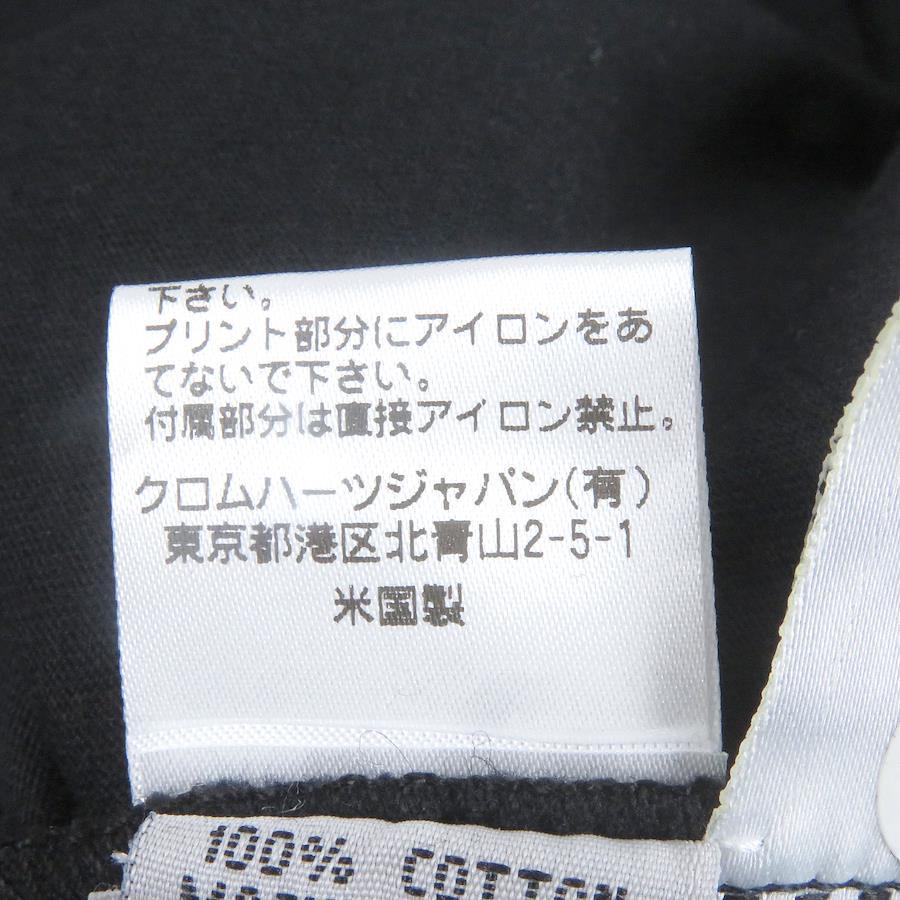 下さい。
プリント部分にアイロンをあ
てないで下さい。
付属部分は直接アイロン禁止。
クロムハーツジャパン(有)
東京都港区北青山2-5-1
米国製
100% COTTON